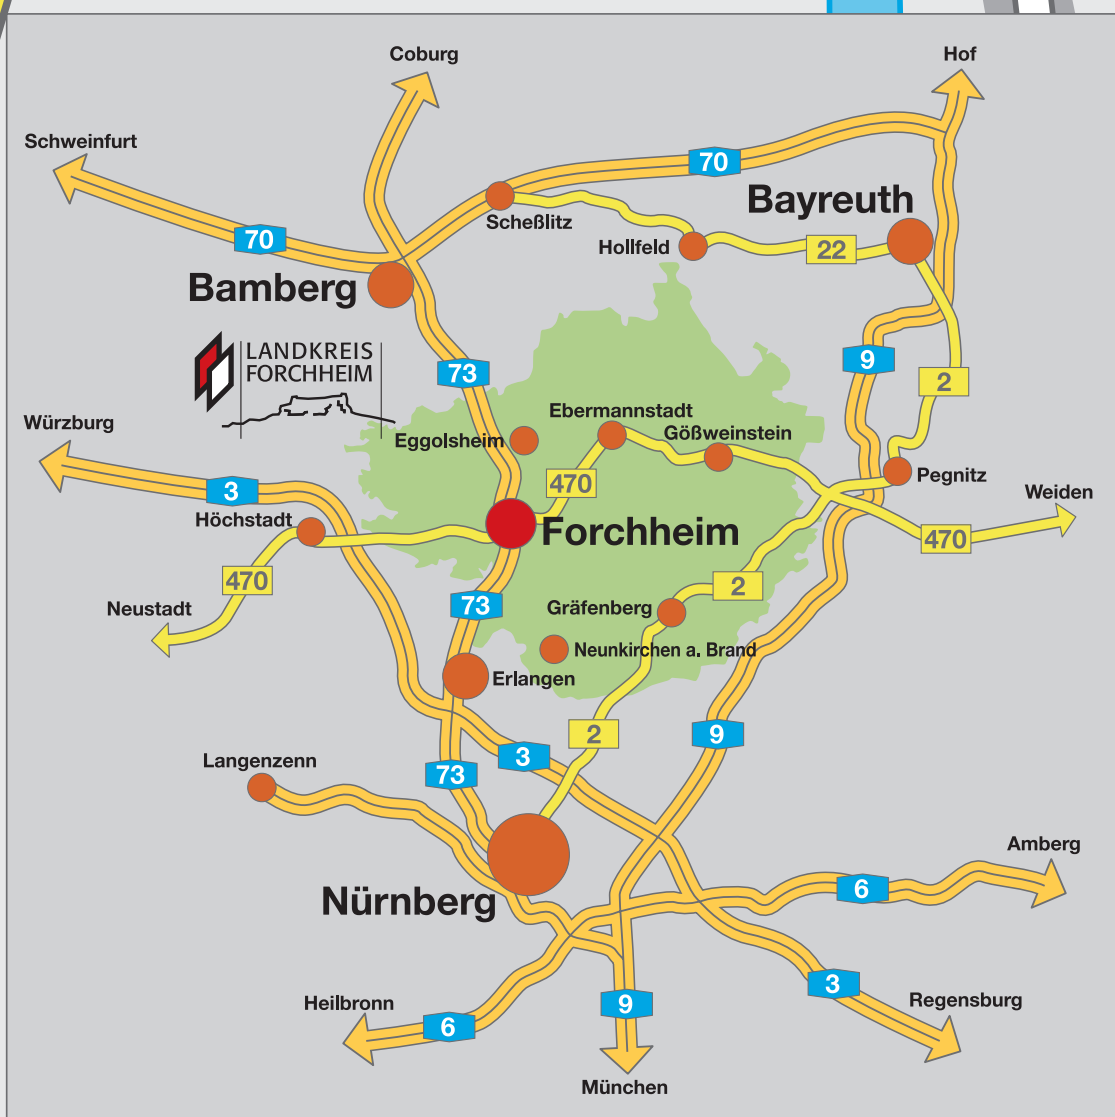 Coburg
Hof
Schweinfurt
70
Bayreuth
Scheßlitz
70
Hollfeld
22
Bamberg
LANDKREIS
FORCHHEIM
9
73
2
Ebermannstadt
Würzburg
Eggolsheim
Gößweinstein
Pegnitz
470
3
Weiden
Höchstadt
Forchheim
470
470
2
Neustadt
73
Gräfenberg
Neunkirchen a. Brand
Erlangen
2
9
3
Langenzenn
73
Amberg
6
Nürnberg
3
Heilbronn
9
Regensburg
6
München